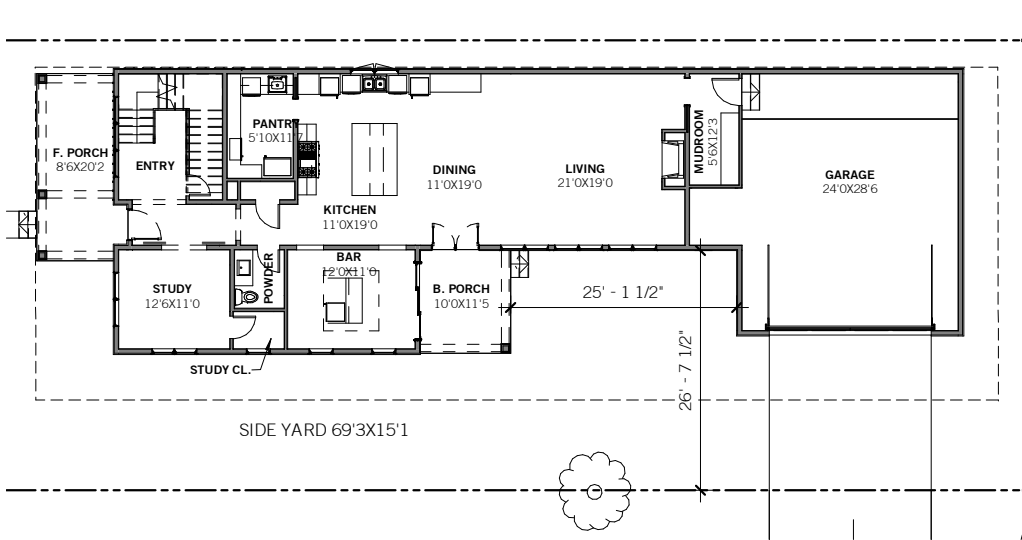 PANTRY
5'10X11'7
MUDROOM
5'6X12'3
F. PORCH
8'6X20'2
ENTRY
DINING
11'0X19'0
LIVING
21'0X19'0
GARAGE
24'0X28'6
KITCHEN
11'0X19'0
STUDY
12'6X11'0
POWDER
BAR
12'0X11'0
B. PORCH
10'0X11'5
25' - 1 1/2"
26' - 7 1/2"
STUDY CL.
SIDE YARD 69'3X15'1